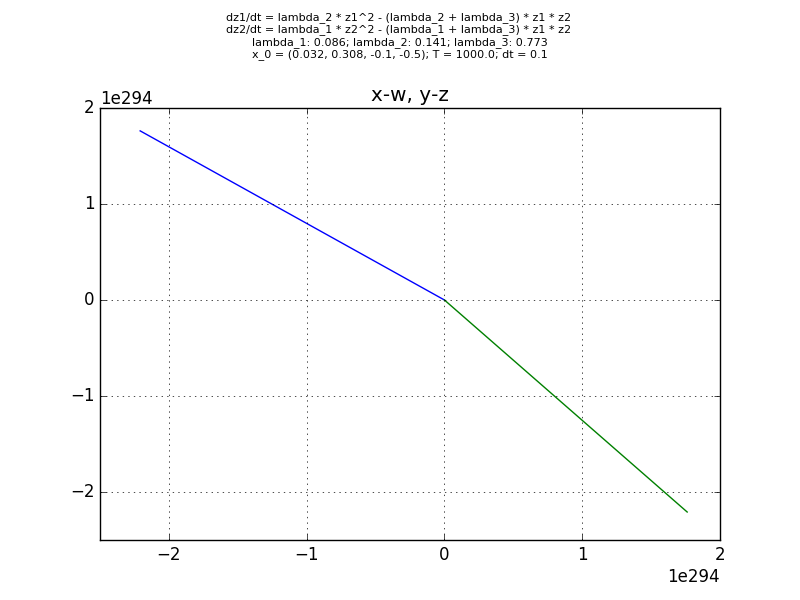 dz1/dt = lambda_2 * z1^2 - (lambda_2 + lambda_3) * z1 * z2
dz2/dt = lambda_1 * z2^2 - (lambda_1 + lambda_3) * z1 * z2
lambda_1: 0.086; lambda_2: 0.141; lambda_3: 0.773
x_0 = (0.032, 0.308, -0.1, -0.5); T = 1000.0; dt = 0.1
x-w, y-z
1e294
2
1
0
−1
−2
−2 −1 0 1 2
1e294